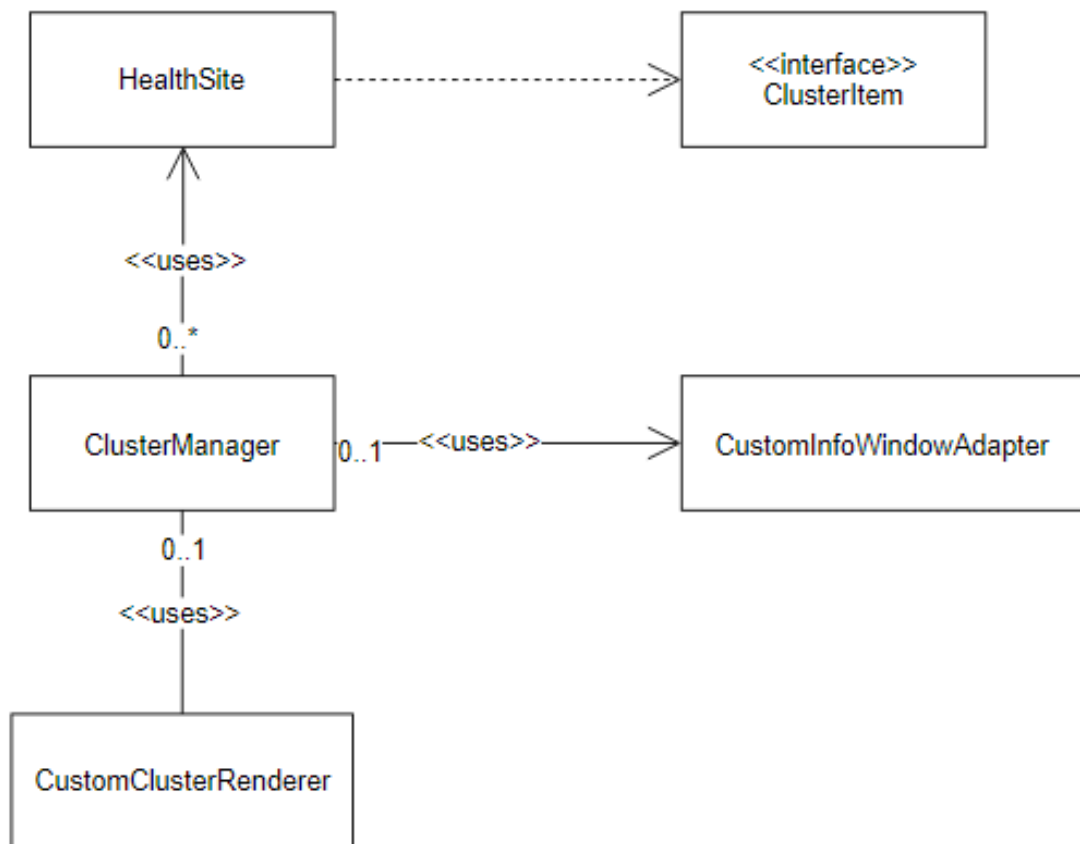 HealthSite
<<interface>>
ClusterItem
<<uses>>
0..*
ClusterManager
0..1
<<uses>>
CustomInfoWindowAdapter
0..1
<<uses>>
CustomClusterRenderer